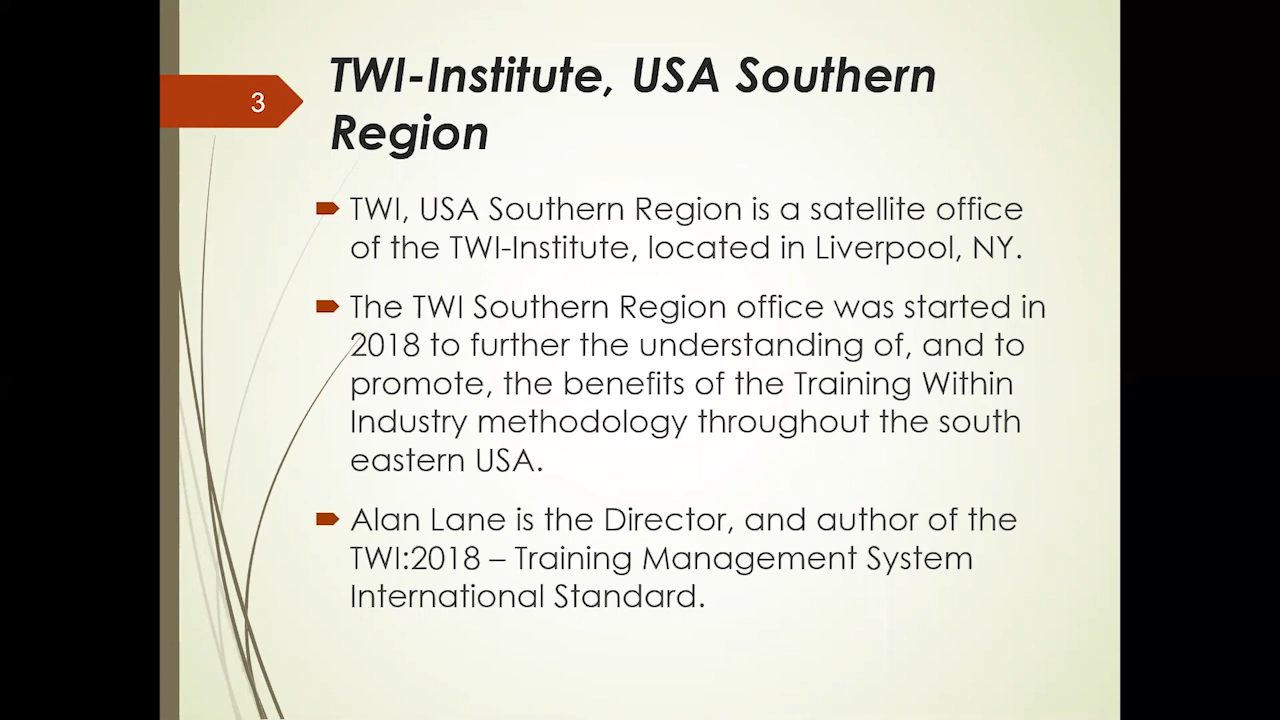 3
TWI-Institute, USA Southern
Region
TWI, USA Southern Region is a satellite office
of the TWI-Institute, located in Liverpool, NY.
The TWI Southern Region office was started in
2018 to further the understanding of, and to
promote, the benefits of the Training Within
Industry methodology throughout the south
eastern USA.
Alan Lane is the Director, and author of the
TWI:2018 – Training Management System
International Standard.